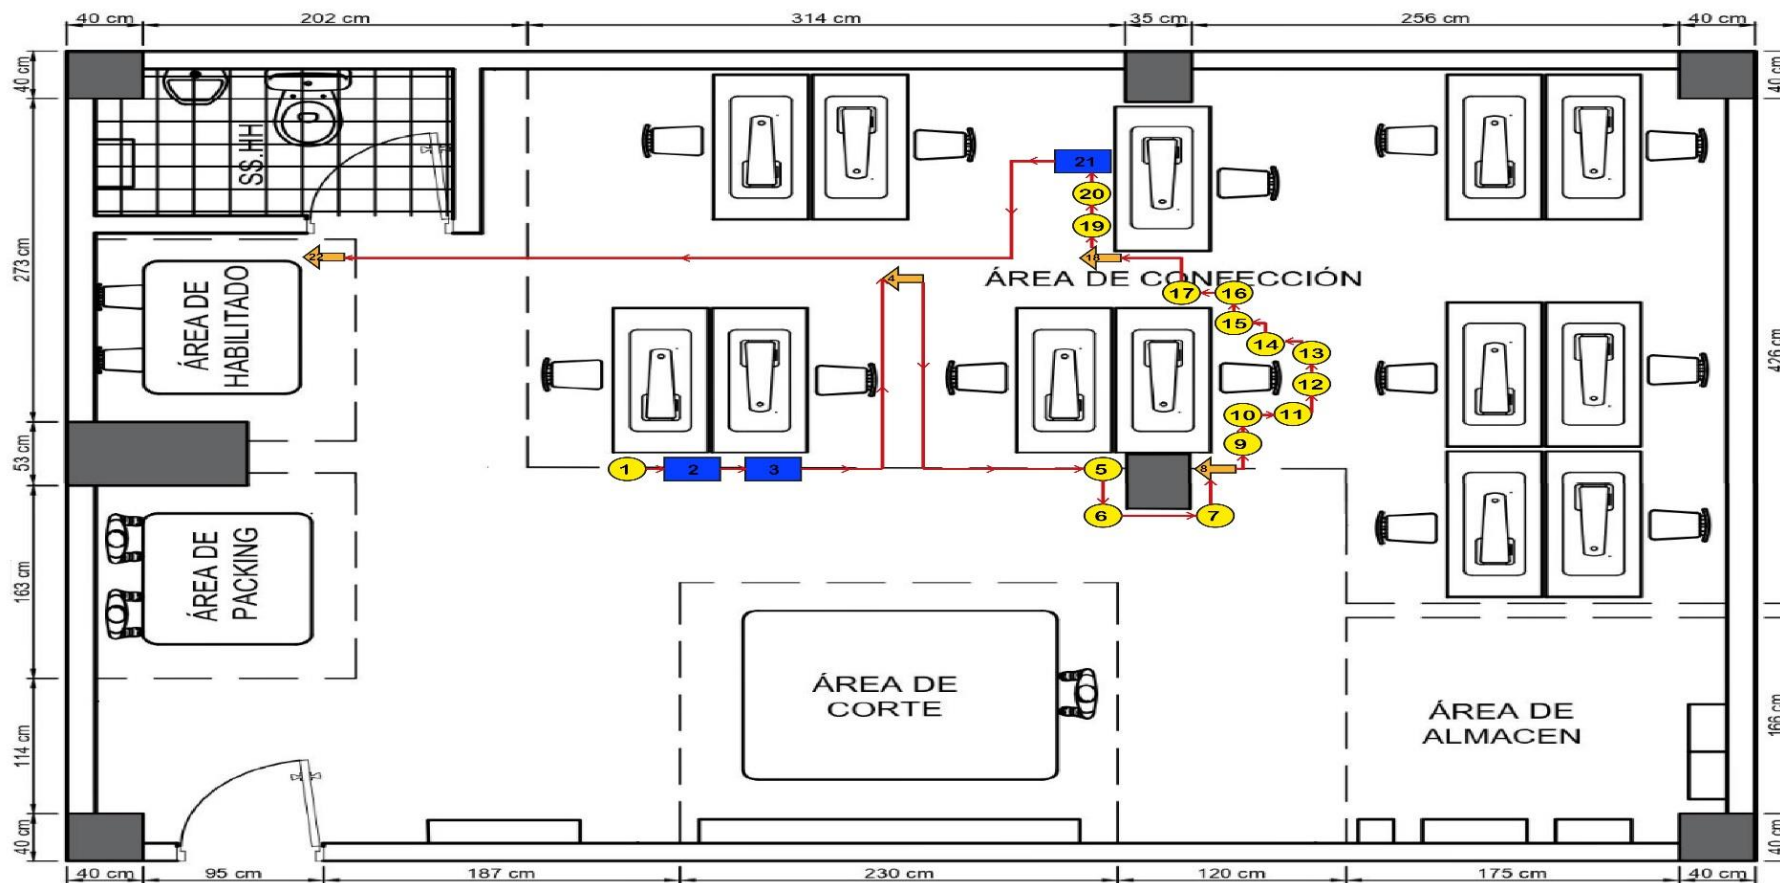 40 cm
202 cm
314 cm
35 cm
256 cm
40 cm
40 cm
273 cm
53 cm
163 cm
114 cm
40 cm
40 cm
426 cm
166 cm
40 cm
SS.HH
21
20
19
22
18
4
ÁREA DE CONFECCIÓN
17
16
15
14
13
12
11
10
9
ÁREA DE
HABILITADO
1
2
3
5
8
6
7
ÁREA DE
PACKING
ÁREA DE
CORTE
ÁREA DE
ALMACEN
40 cm
95 cm
187 cm
230 cm
120 cm
175 cm
40 cm